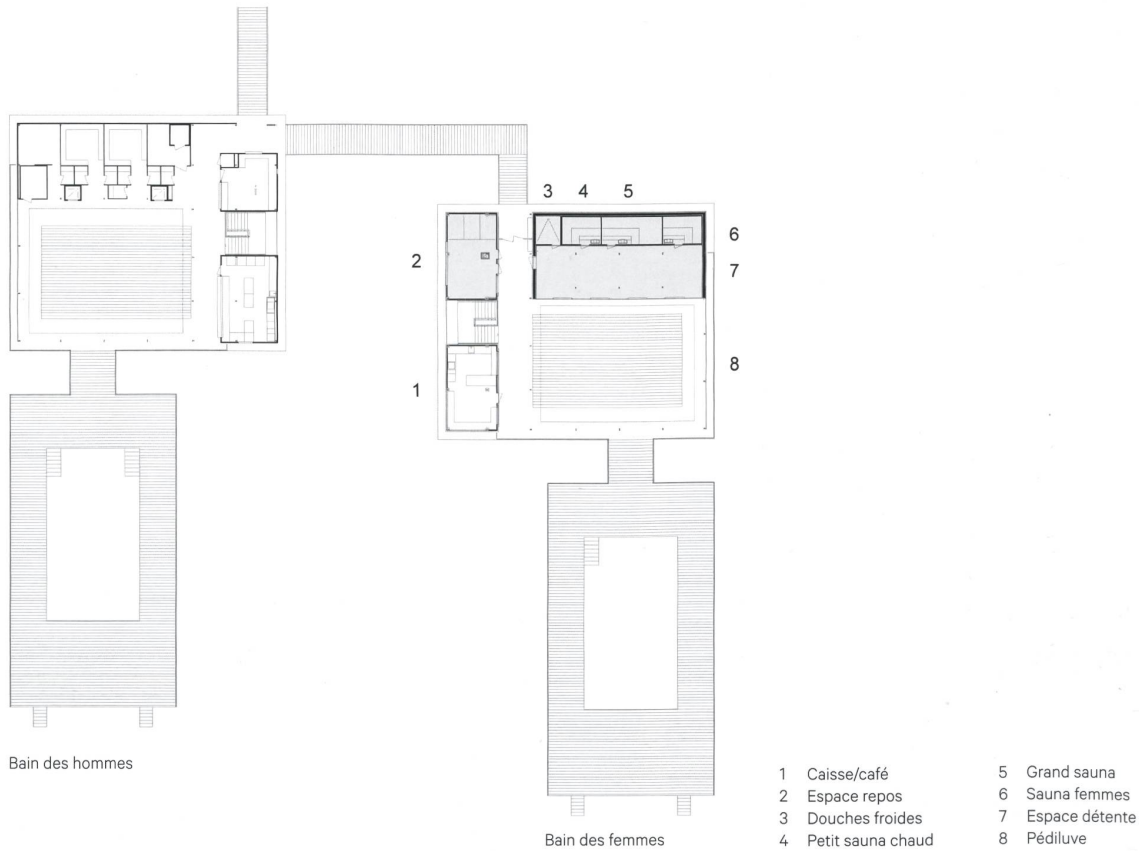 3 4 5
6
2
7
8
1
Bain des hommes
Bain des femmes
1 Caisse/café
2 Espace repos
3 Douches froides
4 Petit sauna chaud
5 Grand sauna
6 Sauna femmes
7 Espace détente
8 Pédiluve